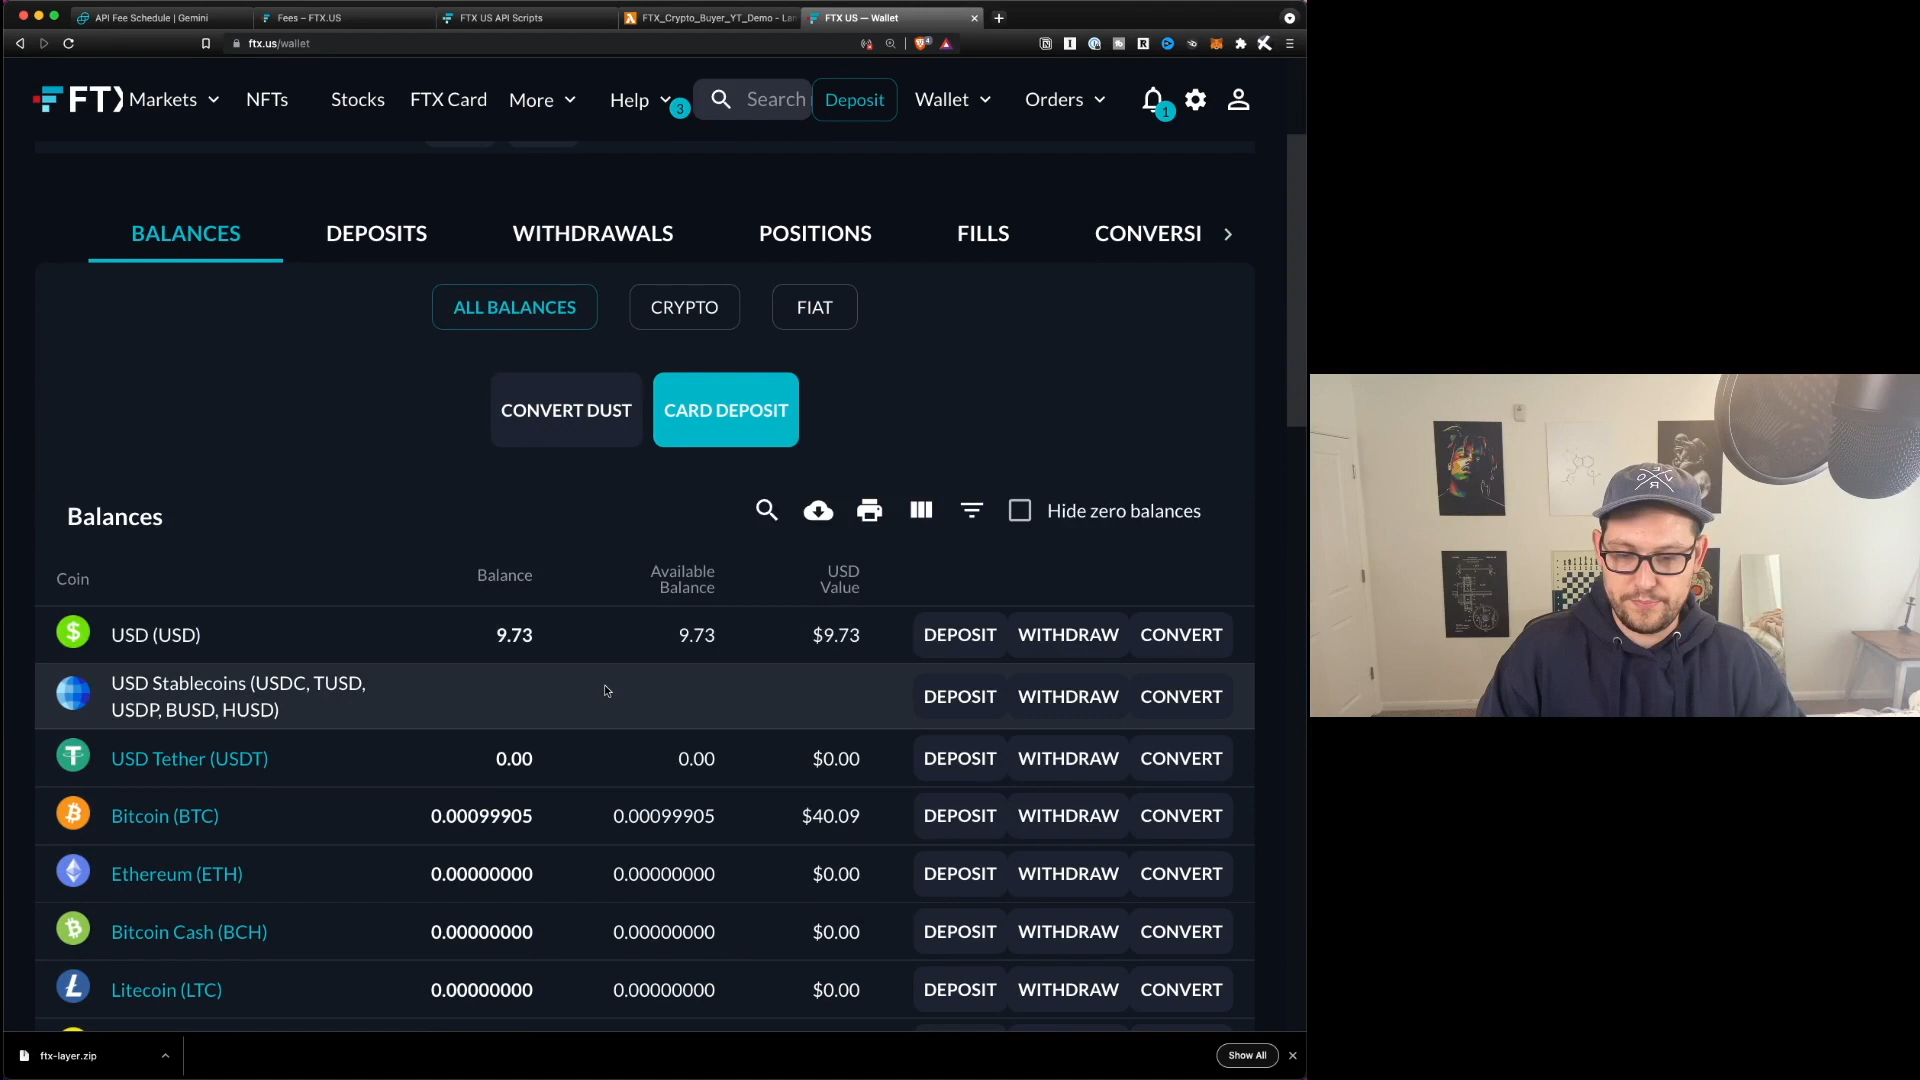 API Fee Schedule | Gemini
Fees – FTX.US
FTX US API Scripts
FTX_Crypto_Buyer_YT_Demo - La
FTX US — Wallet
ftx.us/wallet
4
FTX
Markets
NFTs
Stocks
FTX Card
More
Help
3
Search
Deposit
Wallet
Orders
1
BALANCES
DEPOSITS
WITHDRAWALS
POSITIONS
FILLS
CONVERSI
ALL BALANCES
CRYPTO
FIAT
CONVERT DUST
CARD DEPOSIT
Balances
Hide zero balances
Coin
Balance
Available
Balance
USD
Value
USD (USD) 9.73 9.73 $9.73 DEPOSIT WITHDRAW CONVERT
USD Stablecoins (USDC, TUSD,
USDP, BUSD, HUSD)
DEPOSIT WITHDRAW CONVERT
USD Tether (USDT) 0.00 0.00 $0.00 DEPOSIT WITHDRAW CONVERT
Bitcoin (BTC) 0.00099905 0.00099905 $40.09 DEPOSIT WITHDRAW CONVERT
Ethereum (ETH) 0.00000000 0.00000000 $0.00 DEPOSIT WITHDRAW CONVERT
Bitcoin Cash (BCH) 0.00000000 0.00000000 $0.00 DEPOSIT WITHDRAW CONVERT
Litecoin (LTC) 0.00000000 0.00000000 $0.00 DEPOSIT WITHDRAW CONVERT
ftx-layer.zip
Show All